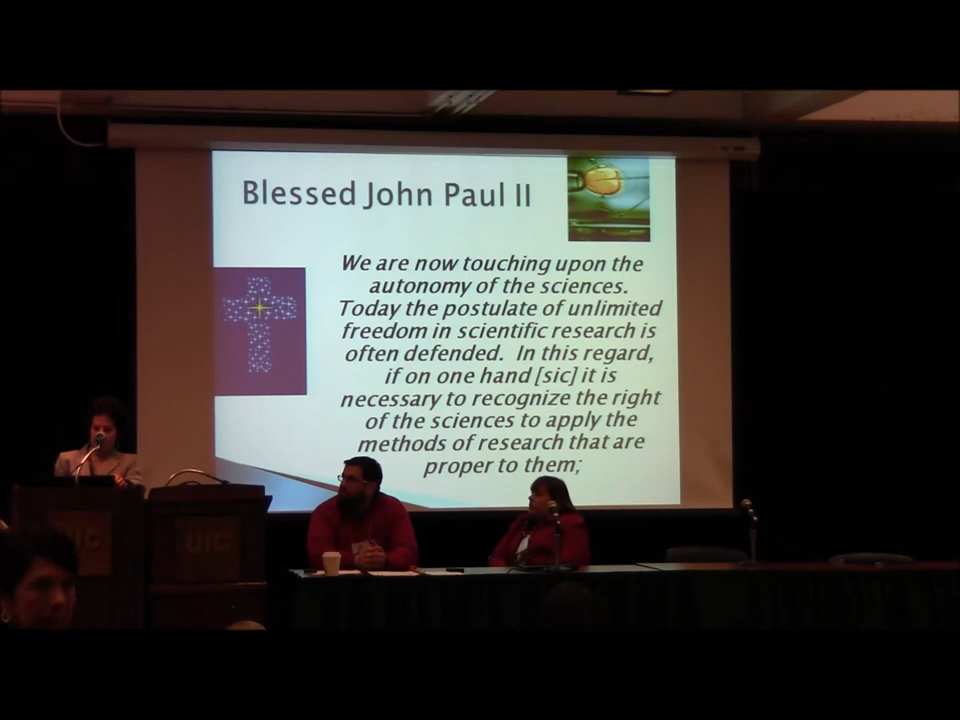 Blessed John Paul II
We are now touching upon the
autonomy of the sciences.
Today the postulate of unlimited
freedom in scientific research is
often defended.  In this regard,
if on one hand [sic] it is
necessary to recognize the right
of the sciences to apply the
methods of research that are
proper to them;
UIC
UIC